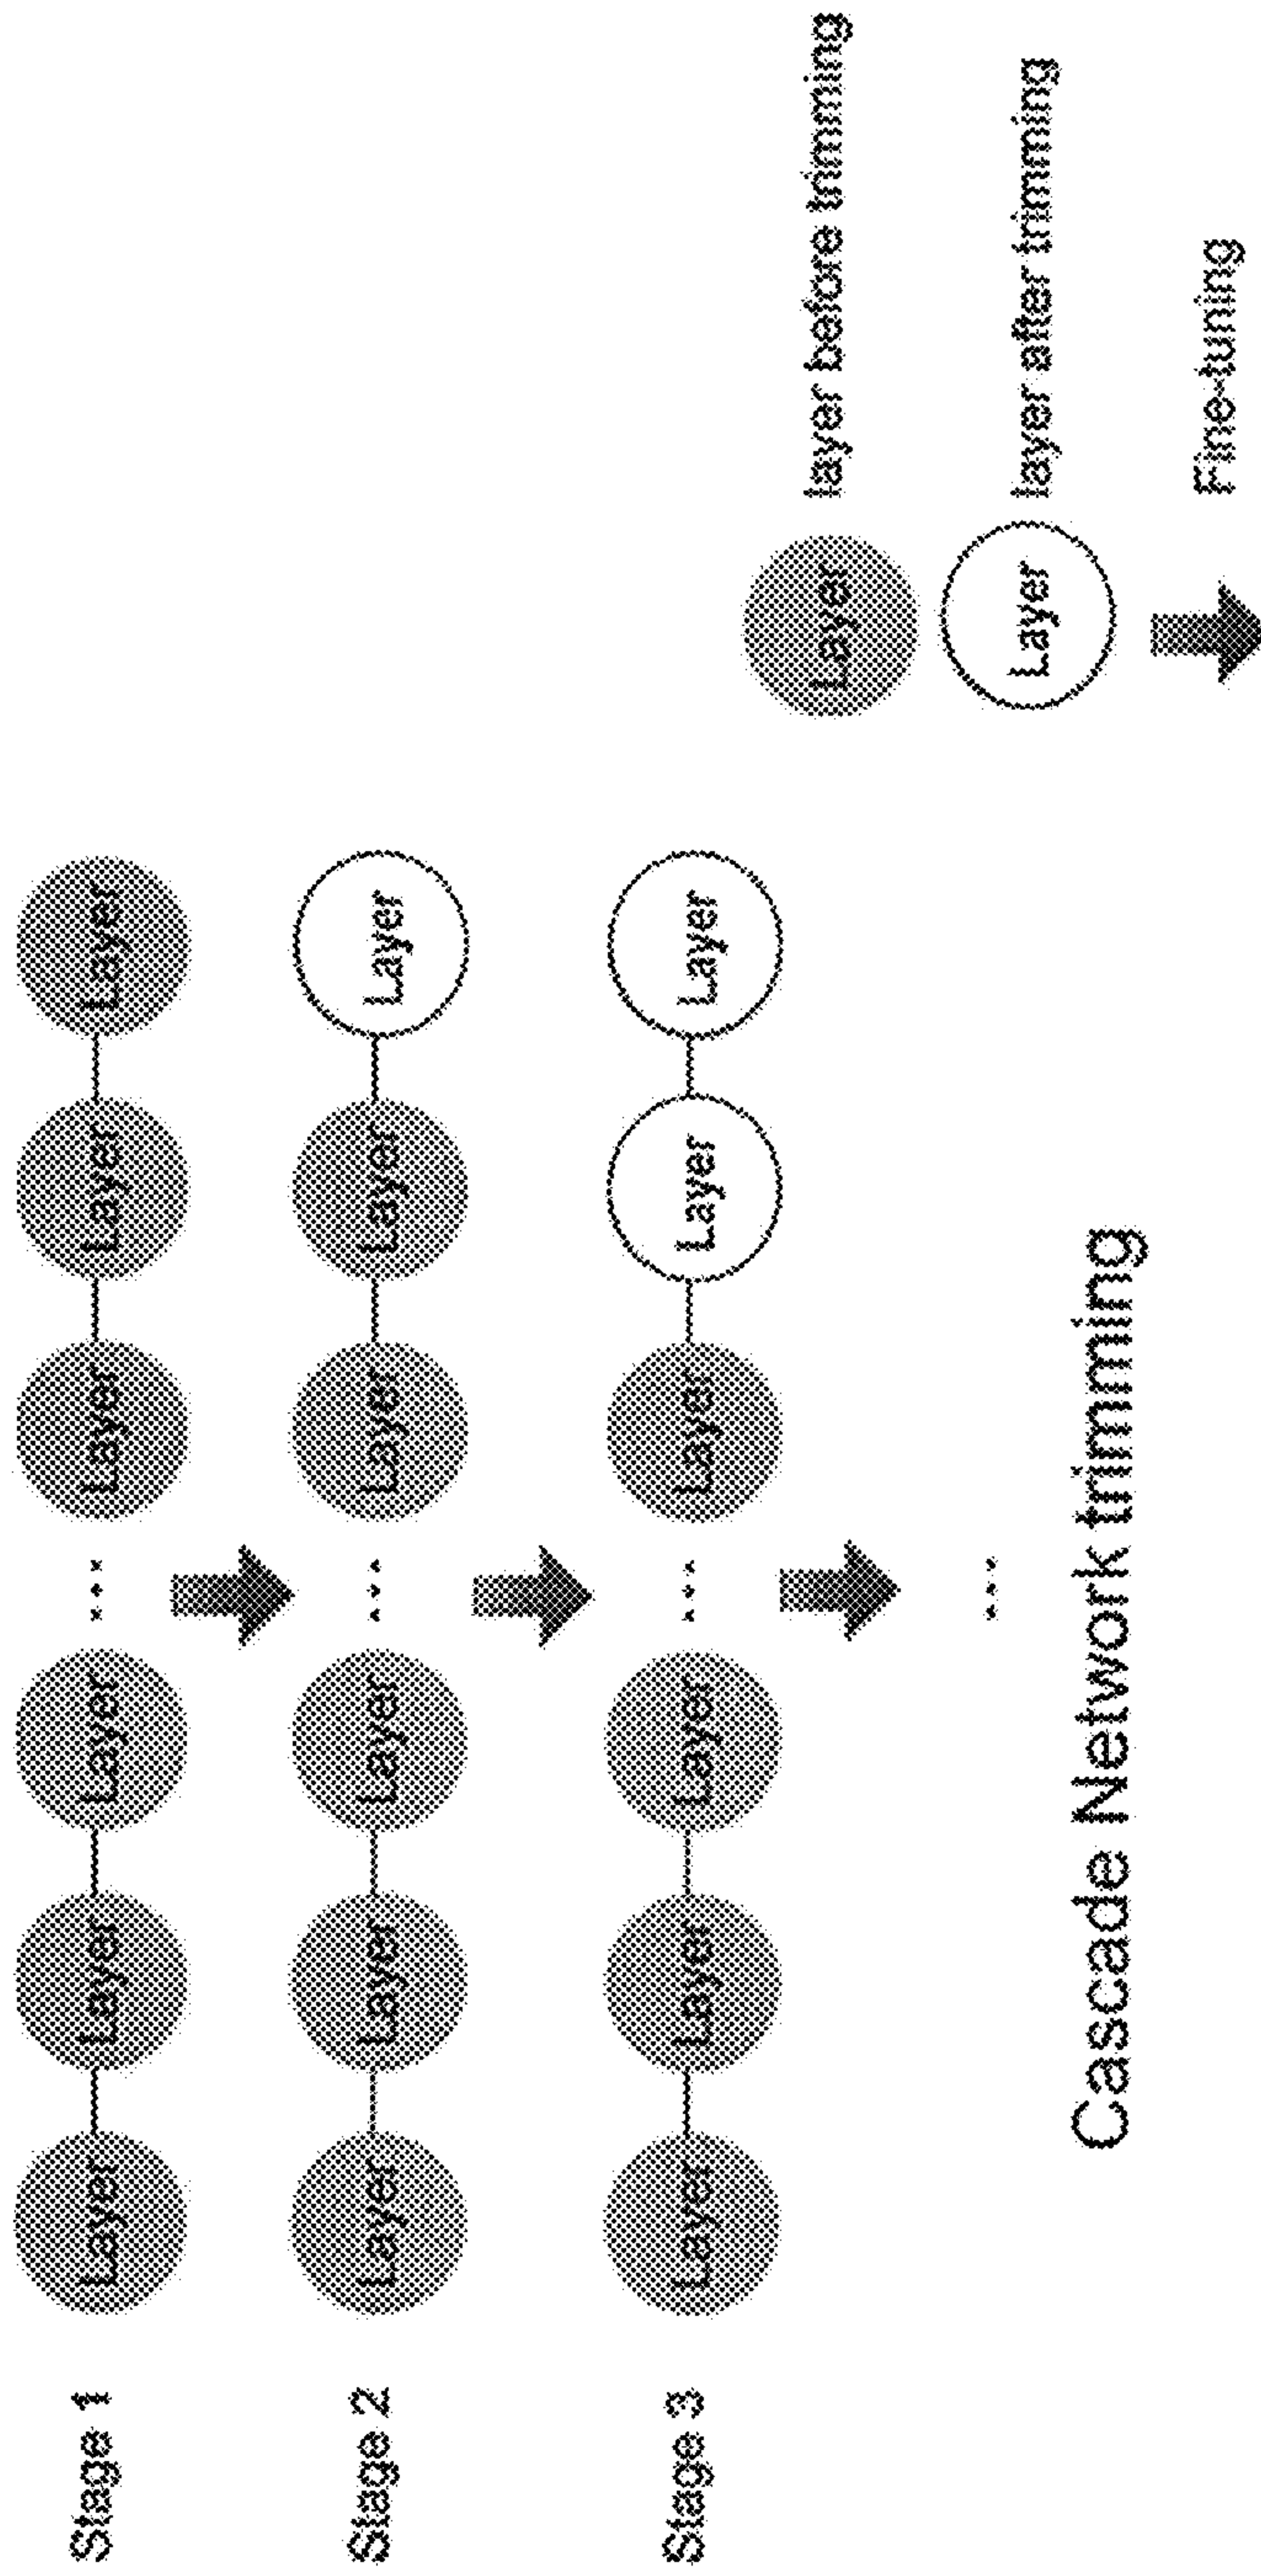 Stage 1 Layer Layer Layer ... Layer Layer Layer
Stage 2 Layer Layer Layer ... Layer Layer Layer
Stage 3 Layer Layer Layer ... Layer Layer Layer
...
Cascade Network trimming
Layer layer before trimming
Layer layer after trimming
Fine-tuning